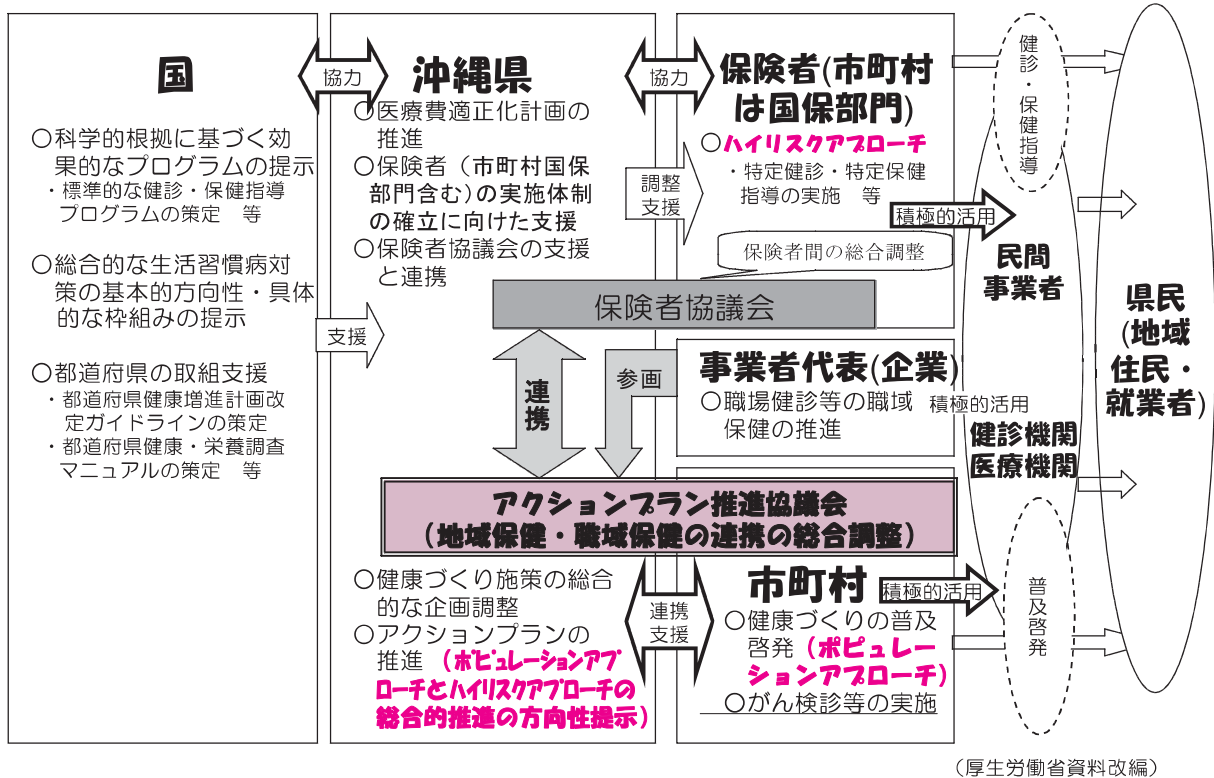 国
○科学的根拠に基づく効
果的なプログラムの提示
・標準的な健診・保健指導
プログラムの策定 等
○総合的な生活習慣病対
策の基本的方向性・具体
的な枠組みの提示
○都道府県の取組支援
・都道府県健康増進計画改
定ガイドラインの策定
・都道府県健康・栄養調査
マニュアルの策定 等
協力
支援
沖縄県
○医療費適正化計画の
推進
○保険者（市町村国保
部門含む）の実施体制
の確立に向けた支援
○保険者協議会の支援
と連携
協力
調整
支援
保険者(市町村
は国保部門)
○ハイリスクアプローチ
・特定健診・特定保健
指導の実施 等
積極的活用
保険者間の総合調整
保険者協議会
連携
参画
事業者代表(企業)
○職場健診等の職域
保健の推進
積極的活用
アクションプラン推進協議会
（地域保健・職域保健の連携の総合調整）
○健康づくり施策の総合
的な企画調整
○アクションプランの
推進（ポピュレーションアプ
ローチとハイリスクアプローチの
総合的推進の方向性提示）
連携
支援
市町村
○健康づくりの普及
啓発（ポピュレー
ションアプローチ）
○がん検診等の実施
積極的活用
健診・保健指導
民間
事業者
健診機関
医療機関
普及啓発
県民
(地域
住民・
就業者)
（厚生労働省資料改編）